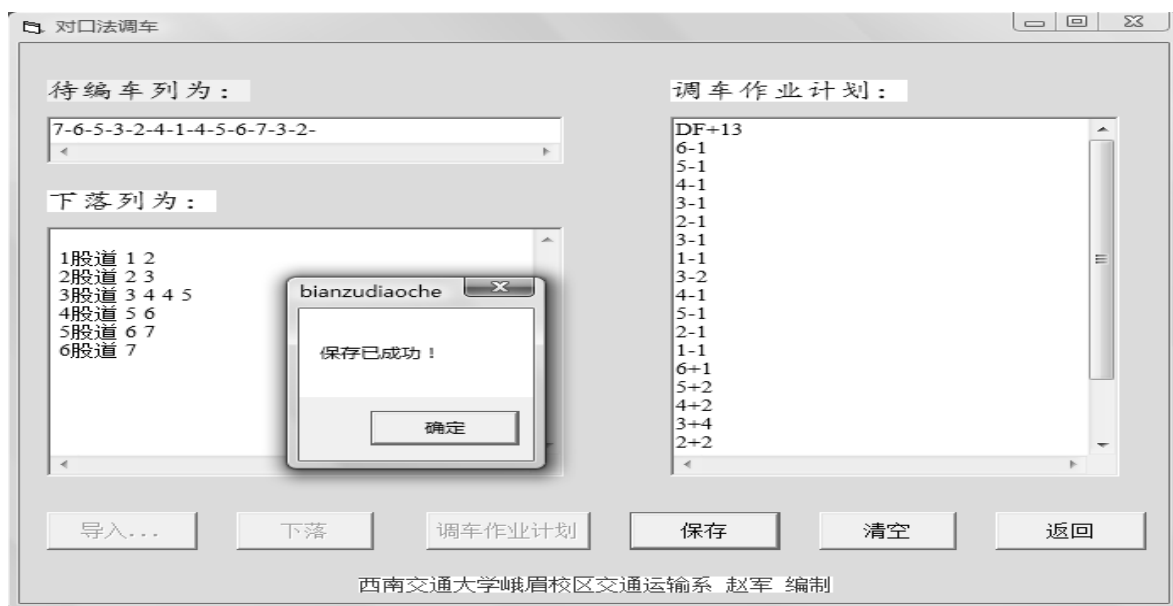 对口法调车
待编车列为：
7-6-5-3-2-4-1-4-5-6-7-3-2-
下落列为：
1股道 1 2
2股道 2 3
3股道 3 4 4 5
4股道 5 6
5股道 6 7
6股道 7
bianzudiaoche
保存已成功！
确定
调车作业计划：
DF+13
6-1
5-1
4-1
3-1
2-1
3-1
1-1
3-2
4-1
5-1
2-1
1-1
6+1
5+2
4+2
3+4
2+2
导入... 下落 调车作业计划 保存 清空 返回
西南交通大学峨眉校区交通运输系 赵军 编制